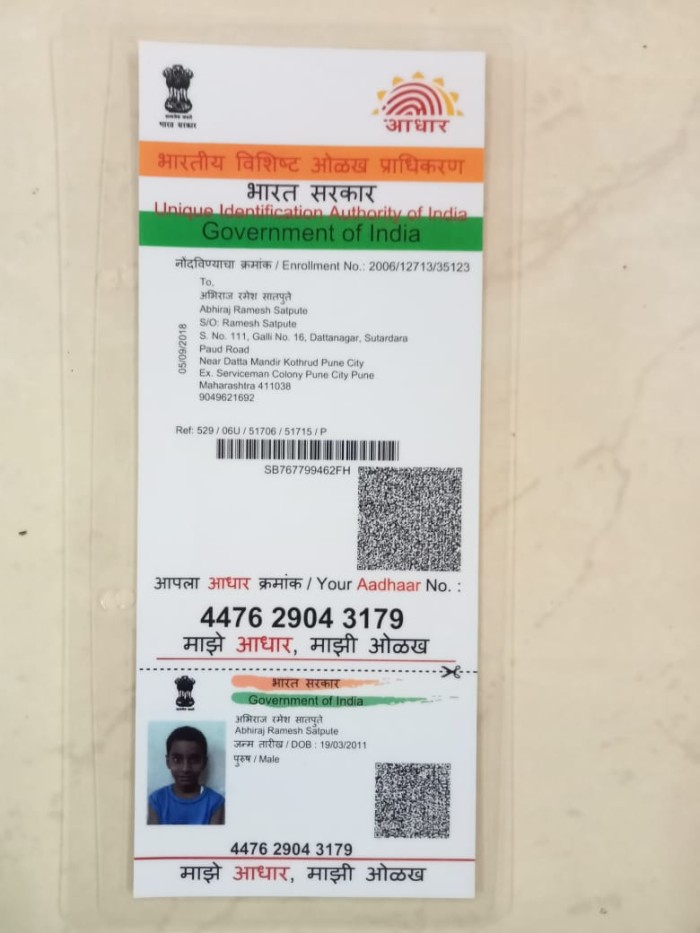 भारत सरकार
आधार
भारतीय विशिष्ट ओळख प्राधिकरण
भारत सरकार
Unique Identification Authority of India
Government of India
नोंदविण्याचा क्रमांक / Enrollment No.: 2006/12713/35123
To,
अभिराज रमेश सातपुते
Abhiraj Ramesh Satpute
S/O: Ramesh Satpute
S. No. 111, Galli No. 16, Dattanagar, Sutardara
Paud Road
Near Datta Mandir Kothrud Pune City
Ex. Serviceman Colony Pune City Pune
Maharashtra 411038
9049621692
05/09/2018
Ref: 529 / 06U / 51706 / 51715 / P
SB767799462FH
आपला आधार क्रमांक / Your Aadhaar No. :
4476 2904 3179
माझे आधार, माझी ओळख
भारत सरकार
Government of India
अभिराज रमेश सातपुते
Abhiraj Ramesh Satpute
जन्म तारीख / DOB : 19/03/2011
पुरुष / Male
4476 2904 3179
माझे आधार, माझी ओळख